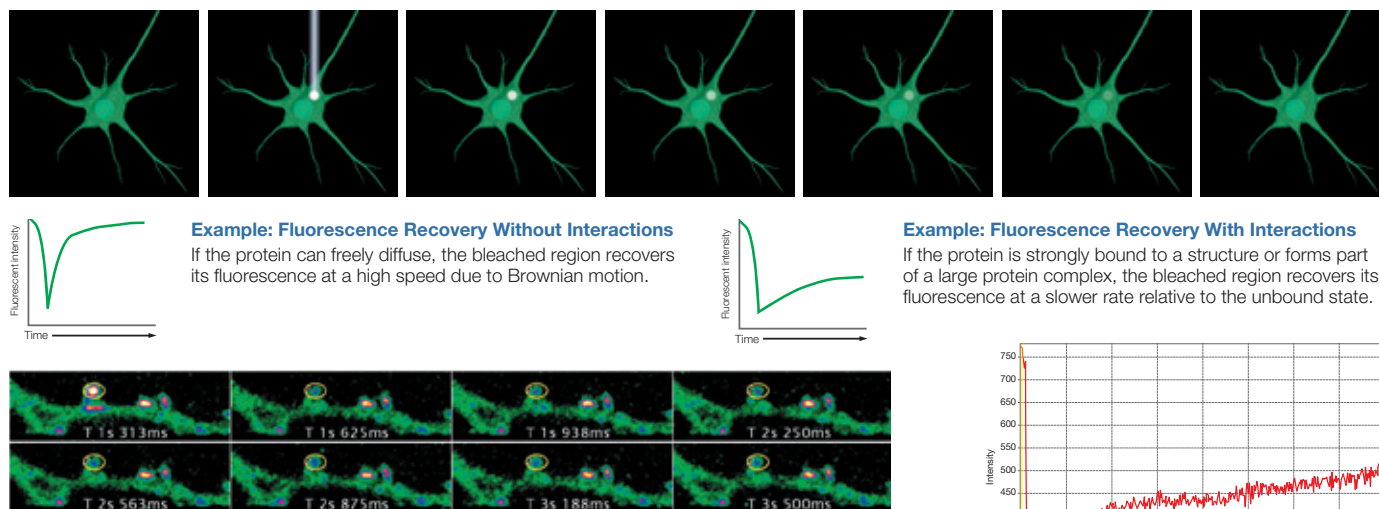 Fluorescent intensity
Time
Example: Fluorescence Recovery Without Interactions
If the protein can freely diffuse, the bleached region recovers
its fluorescence at a high speed due to Brownian motion.
Fluorescent intensity
Time
Example: Fluorescence Recovery With Interactions
If the protein is strongly bound to a structure or forms part
of a large protein complex, the bleached region recovers its
fluorescence at a slower rate relative to the unbound state.
T 1s 313ms
T 1s 625ms
T 1s 938ms
T 2s 250ms
T 2s 563ms
T 2s 875ms
T 3s 188ms
T 3s 500ms
750
700
650
600
550
500
450
Intensity